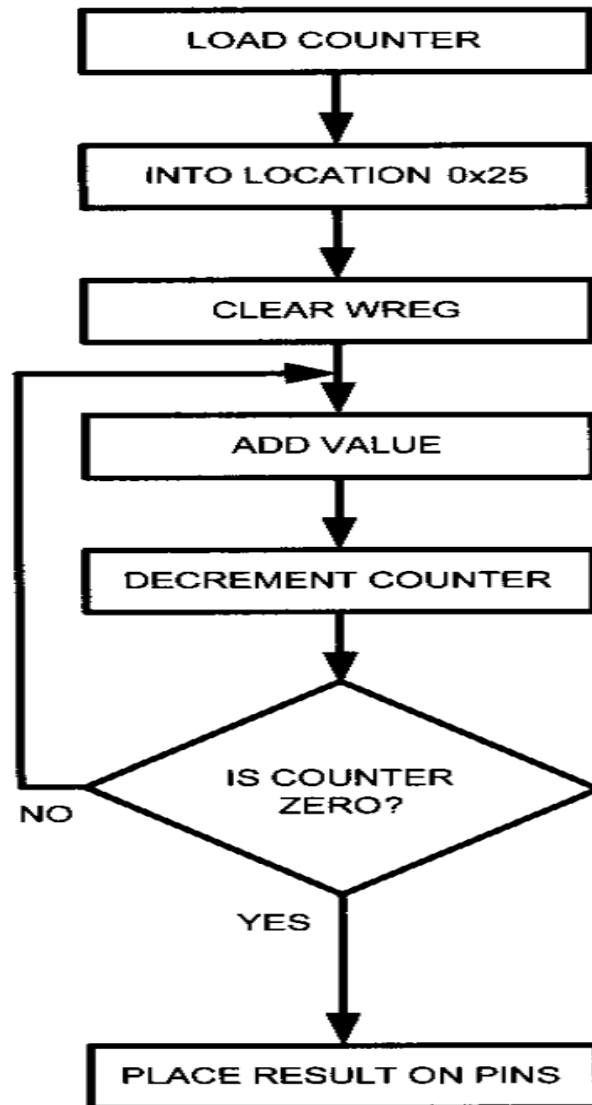 LOAD COUNTER
INTO LOCATION 0x25
CLEAR WREG
ADD VALUE
DECREMENT COUNTER
IS COUNTER
ZERO?
NO
YES
PLACE RESULT ON PINS